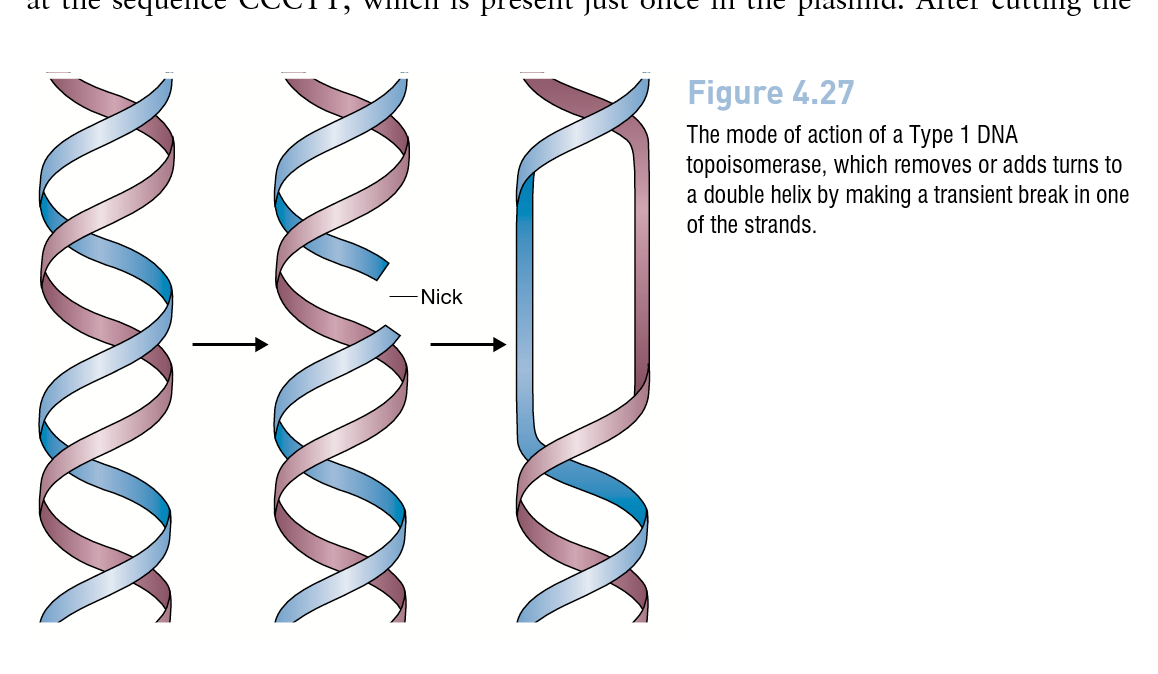 at the sequence CCCTT, which is present just once in the plasmid. After cutting the
Figure 4.27
The mode of action of a Type 1 DNA
topoisomerase, which removes or adds turns to
a double helix by making a transient break in one
of the strands.
Nick